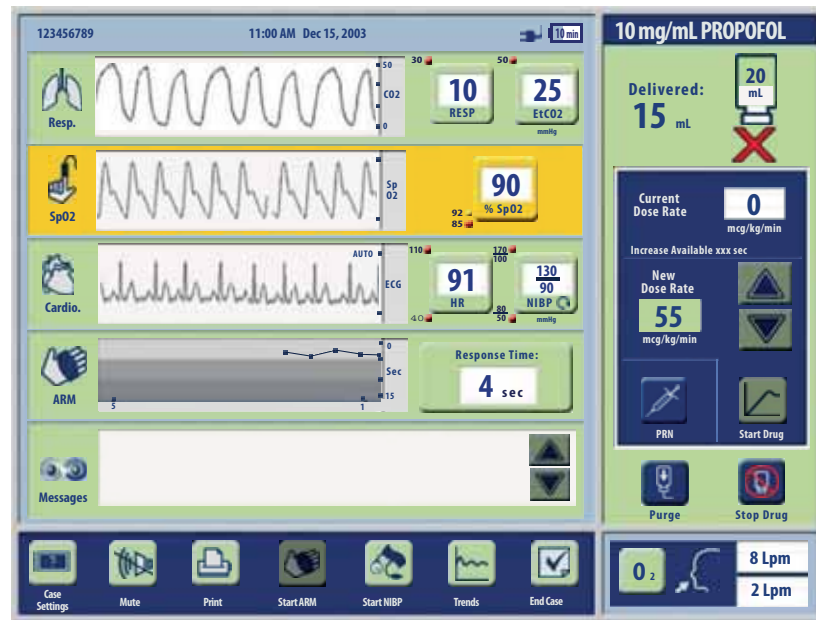 123456789
11:00 AM Dec 15, 2003
10 min
10 mg/mL PROPOFOL
Resp.
50
CO2
0
30
10
RESP
50
25
EtCO2
mmHg
SpO2
Sp
O2
92
85
90
% SpO2
Cardio.
AUTO
ECG
110
40
91
HR
170
100
80
50
130
90
NIBP
mmHg
ARM
0
Sec
15
5
1
Response Time:
4 sec
Messages
Delivered:
15 mL
20
mL
Current
Dose Rate
0
mcg/kg/min
Increase Available xxx sec
New
Dose Rate
55
mcg/kg/min
PRN
Start Drug
Purge
Stop Drug
Case
Settings
Mute
Print
Start ARM
Start NIBP
Trends
End Case
O2
8 Lpm
2 Lpm